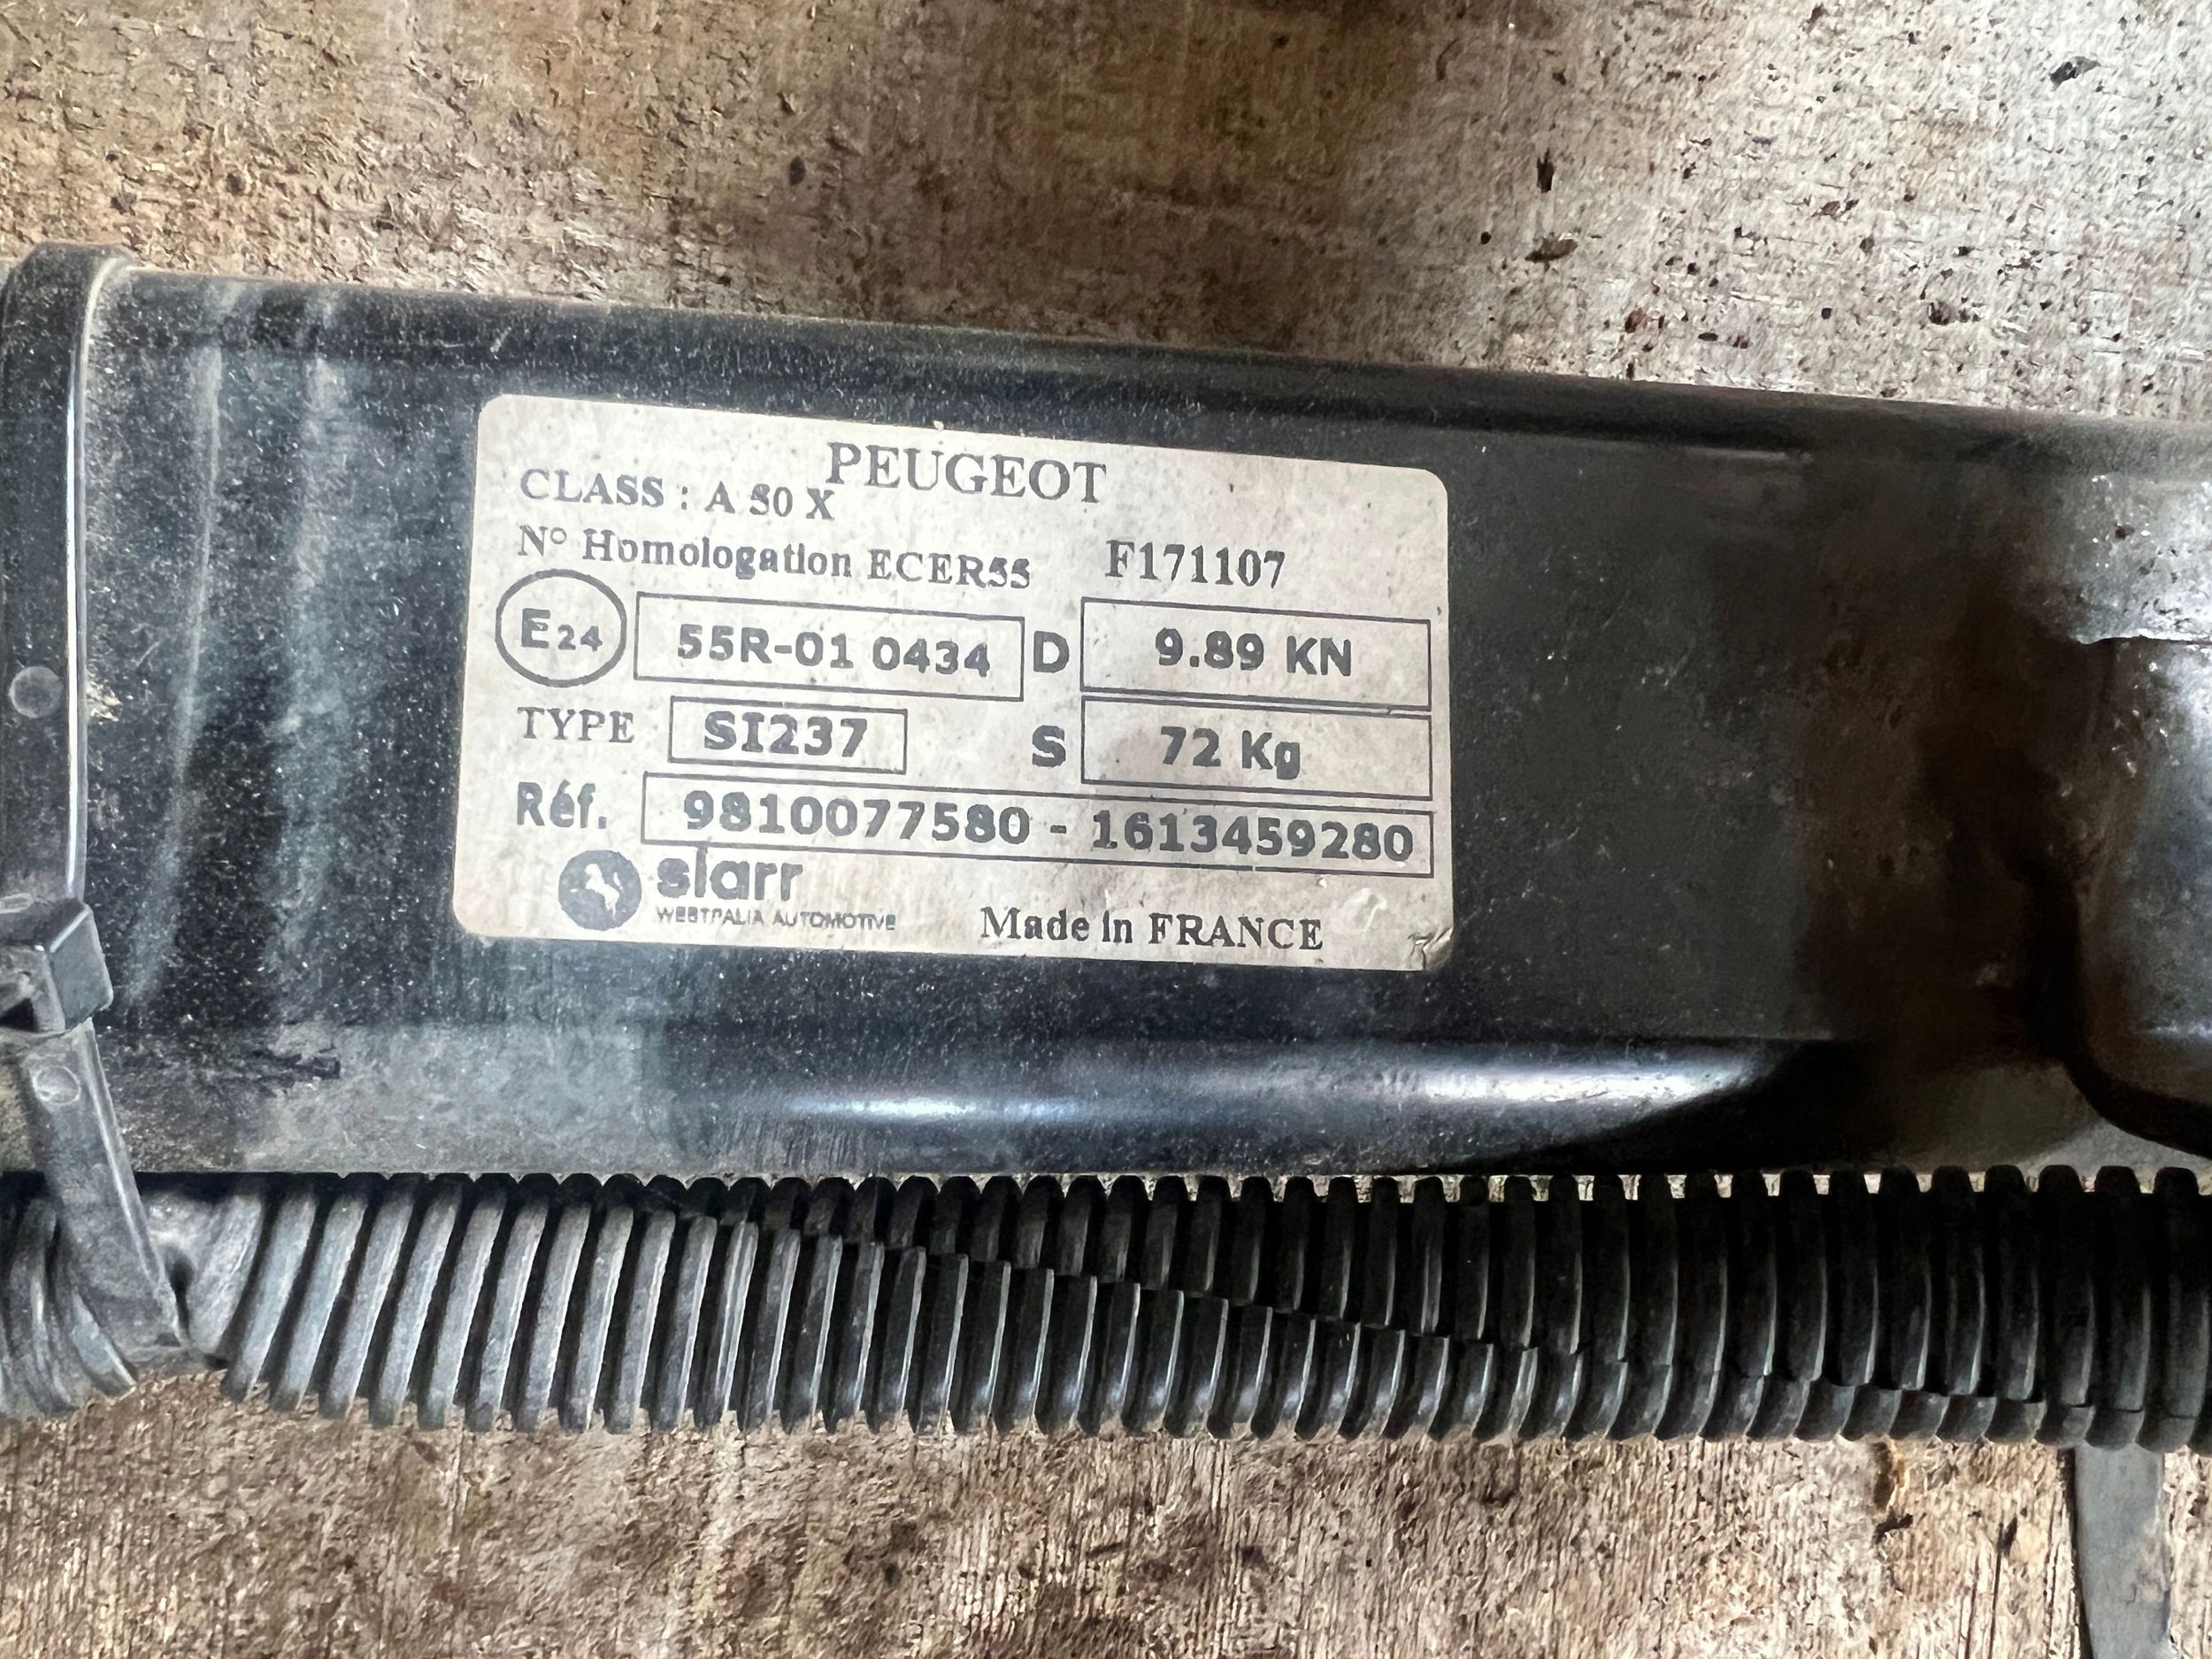 PEUGEOT
CLASS : A 50 X
N° Homologation ECER55 F171107
E24 55R-01 0434 D 9.89 KN
TYPE SI237 S 72 Kg
Réf. 9810077580 - 1613459280
siarr
WESTFALIA AUTOMOTIVE
Made in FRANCE